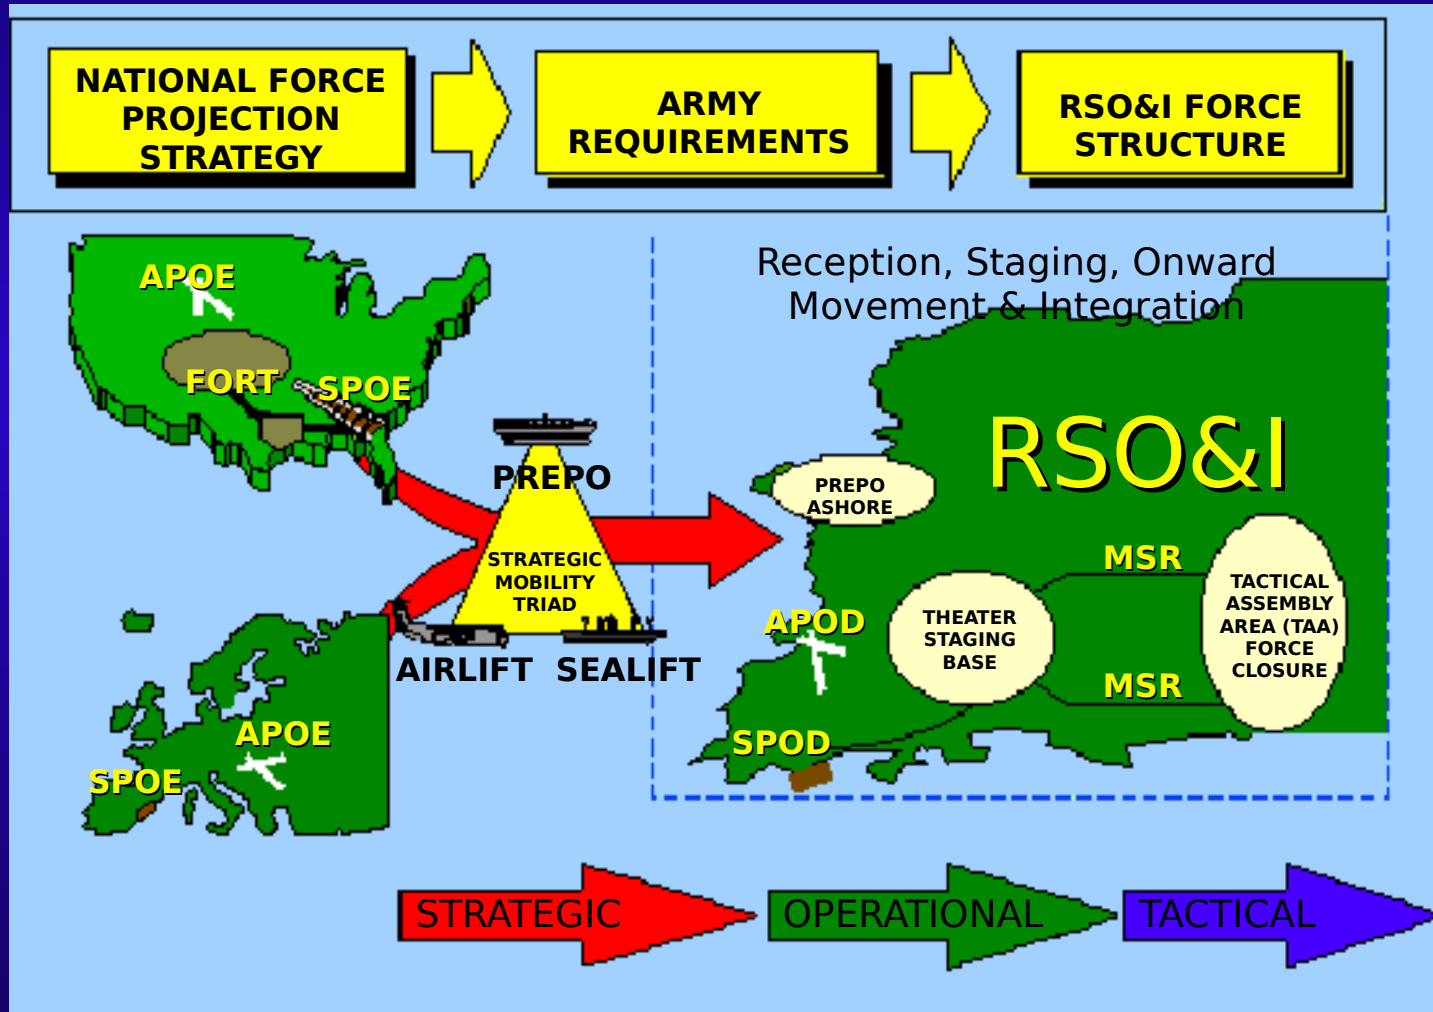 NATIONAL FORCE
PROJECTION
STRATEGY
ARMY
REQUIREMENTS
RSO&I FORCE
STRUCTURE
Reception, Staging, Onward
Movement & Integration
APOE
FORT
SPOE
PREPO
STRATEGIC
MOBILITY
TRIAD
AIRLIFT
SEALIFT
APOE
SPOE
RSO&I
PREPO
ASHORE
MSR
THEATER
STAGING
BASE
TACTICAL
ASSEMBLY
AREA (TAA)
FORCE
CLOSURE
APOD
MSR
SPOD
STRATEGIC
OPERATIONAL
TACTICAL